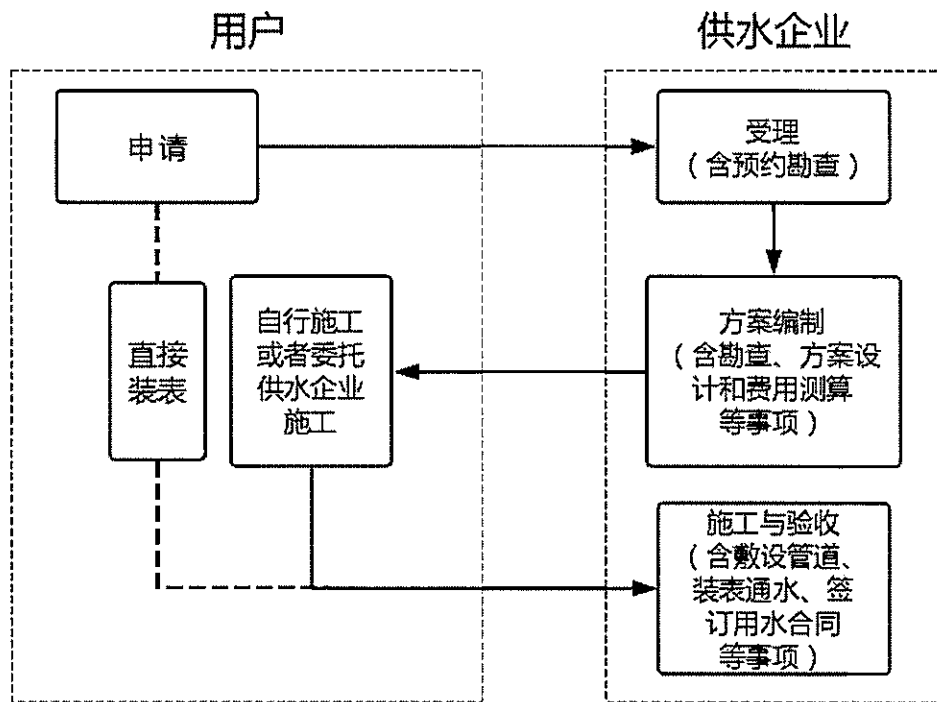 用户
供水企业
申请
受理
（含预约勘查）
直接
装表
自行施工
或者委托
供水企业
施工
方案编制
（含勘查、方案设
计和费用测算
等事项）
施工与验收
（含敷设管道、
装表通水、签
订用水合同
等事项）